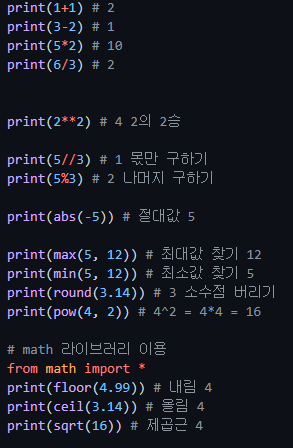 print(1+1) # 2
print(3-2) # 1
print(5*2) # 10
print(6/3) # 2
print(2**2) # 4 2의 2승
print(5//3) # 1 몫만 구하기
print(5%3) # 2 나머지 구하기
print(abs(-5)) # 절대값 5
print(max(5, 12)) # 최대값 찾기 12
print(min(5, 12)) # 최소값 찾기 5
print(round(3.14)) # 3 소수점 버리기
print(pow(4, 2)) # 4^2 = 4*4 = 16
# math 라이브러리 이용
from math import *
print(floor(4.99)) # 내림 4
print(ceil(3.14)) # 올림 4
print(sqrt(16)) # 제곱근 4